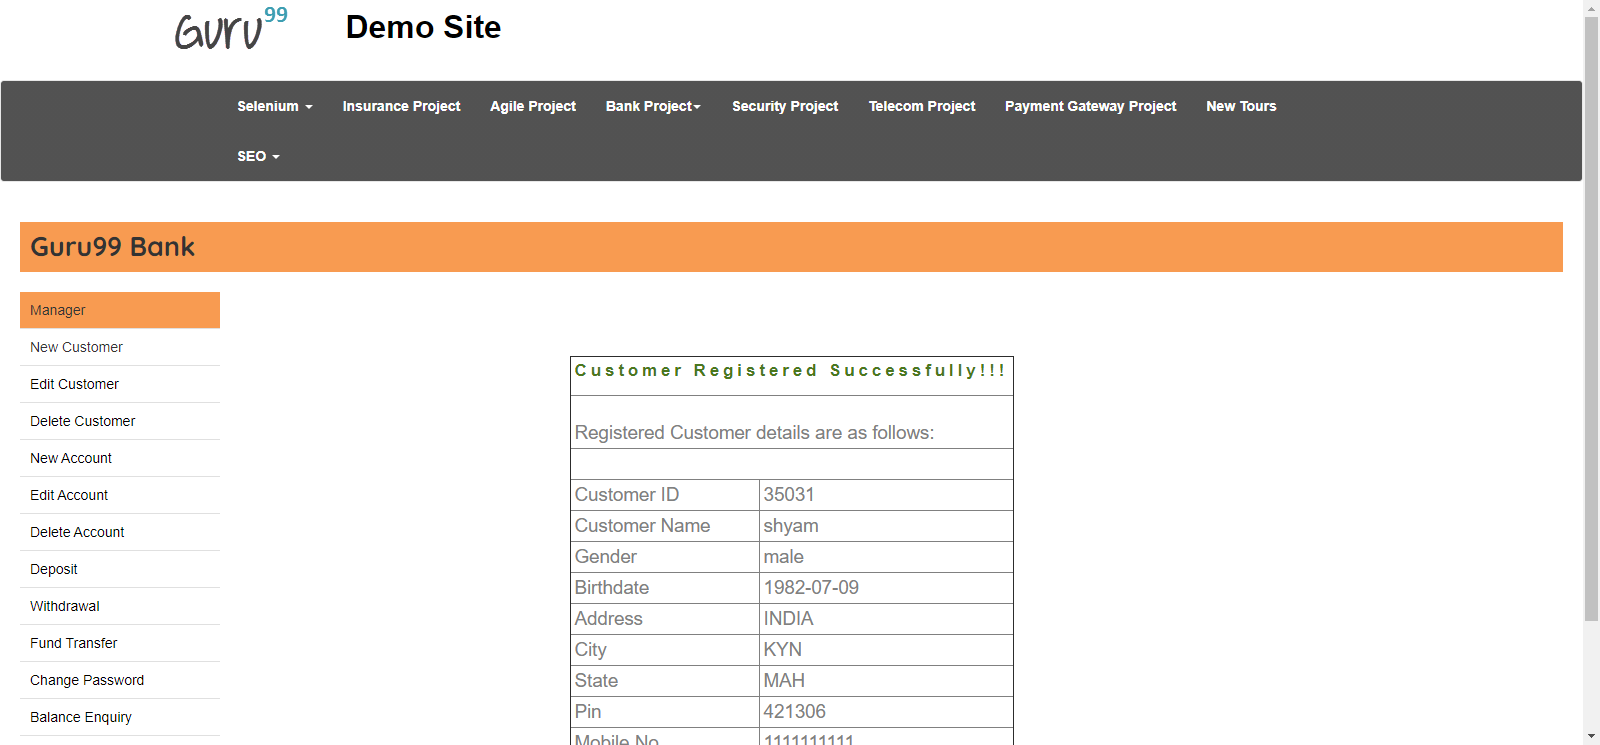 Guru99
Demo Site
Selenium
Insurance Project
Agile Project
Bank Project
Security Project
Telecom Project
Payment Gateway Project
New Tours
SEO
Guru99 Bank
Manager
New Customer
Edit Customer
Delete Customer
New Account
Edit Account
Delete Account
Deposit
Withdrawal
Fund Transfer
Change Password
Balance Enquiry
Customer Registered Successfully!!!
Registered Customer details are as follows:
Customer ID 35031
Customer Name shyam
Gender male
Birthdate 1982-07-09
Address INDIA
City KYN
State MAH
Pin 421306
Mobile No 1111111111